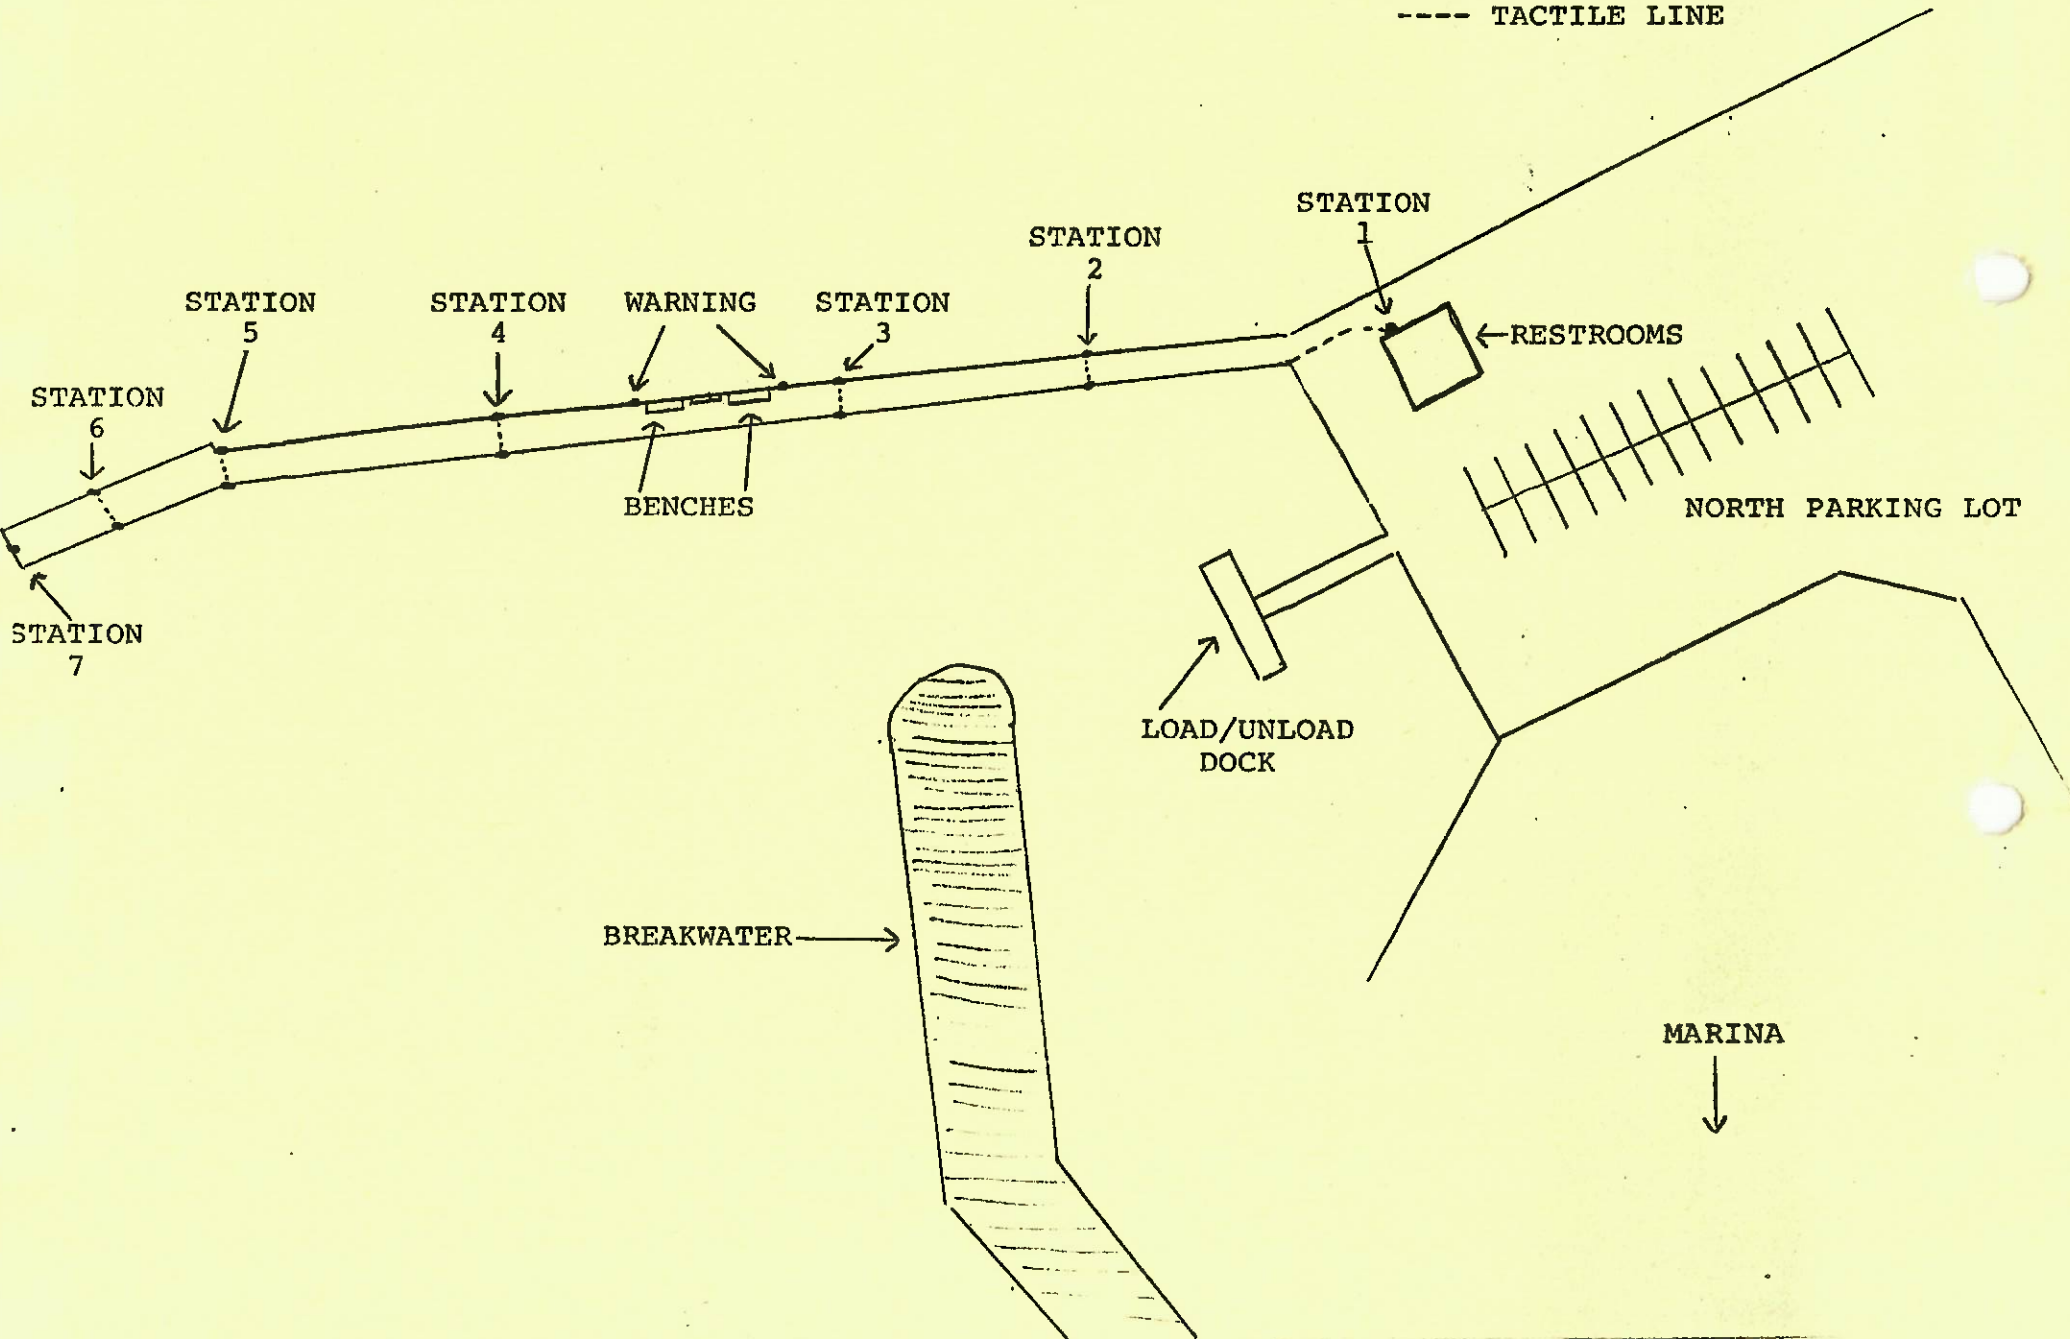 ---- TACTILE LINE
STATION
1
STATION
2
STATION
5
STATION
4
WARNING
STATION
3
RESTROOMS
STATION
6
BENCHES
NORTH PARKING LOT
STATION
7
LOAD/UNLOAD
DOCK
BREAKWATER
MARINA